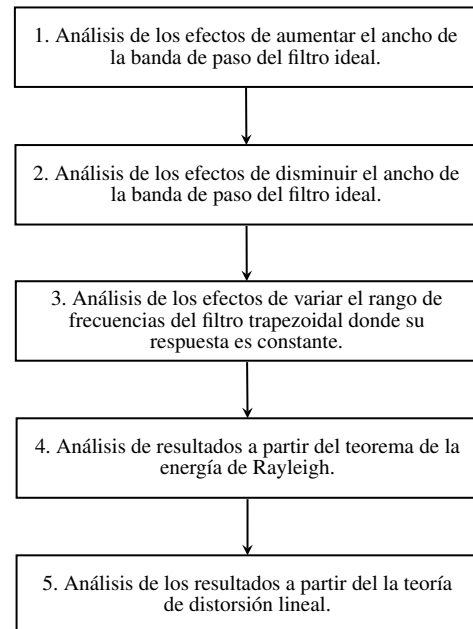 1. Análisis de los efectos de aumentar el ancho de
la banda de paso del filtro ideal.
2. Análisis de los efectos de disminuir el ancho de
la banda de paso del filtro ideal.
3. Análisis de los efectos de variar el rango de
frecuencias del filtro trapezoidal donde su
respuesta es constante.
4. Análisis de resultados a partir del teorema de la
energía de Rayleigh.
5. Análisis de los resultados a partir del la teoría
de distorsión lineal.